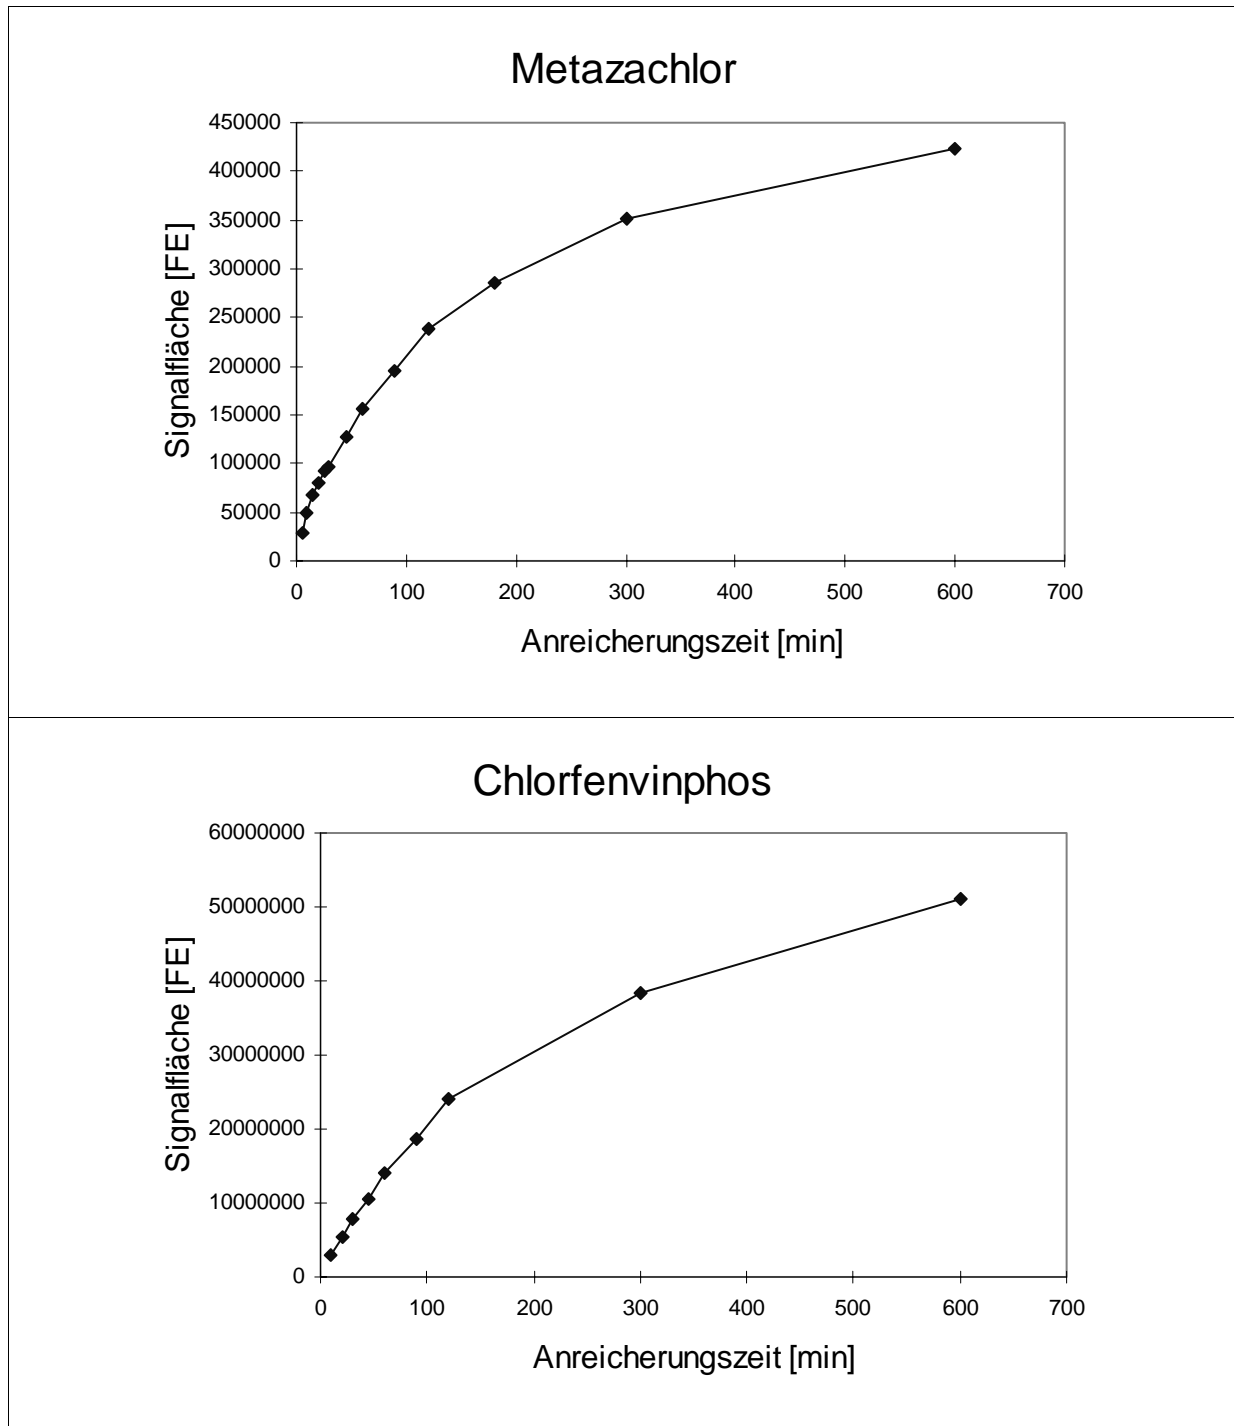 Metazachlor
450000
400000
350000
300000
250000
200000
150000
100000
50000
0
Signalfläche [FE]
0 100 200 300 400 500 600 700
Anreicherungszeit [min]
Chlorfenvinphos
60000000
50000000
40000000
30000000
20000000
10000000
0
Signalfläche [FE]
0 100 200 300 400 500 600 700
Anreicherungszeit [min]